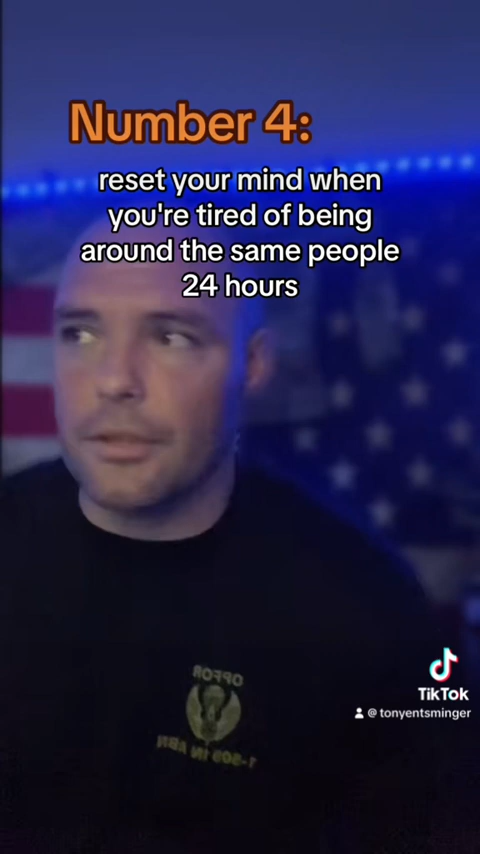 Number 4:
reset your mind when
you're tired of being
around the same people
24 hours
OPFOR
TikTok
@tonyentsminger